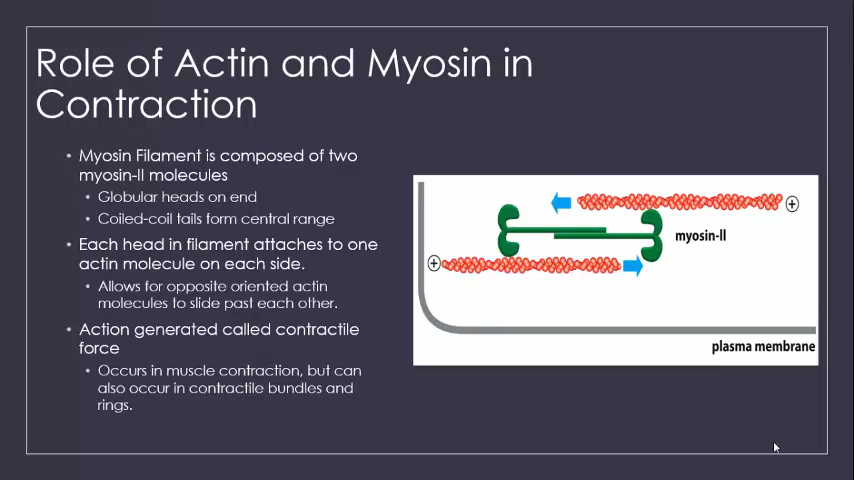 Role of Actin and Myosin in
Contraction
• Myosin Filament is composed of two
myosin-II molecules
• Globular heads on end
• Coiled-coil tails form central range
• Each head in filament attaches to one
actin molecule on each side.
• Allows for opposite oriented actin
molecules to slide past each other.
• Action generated called contractile
force
• Occurs in muscle contraction, but can
also occur in contractile bundles and
rings.
+
myosin-II
+
plasma membrane